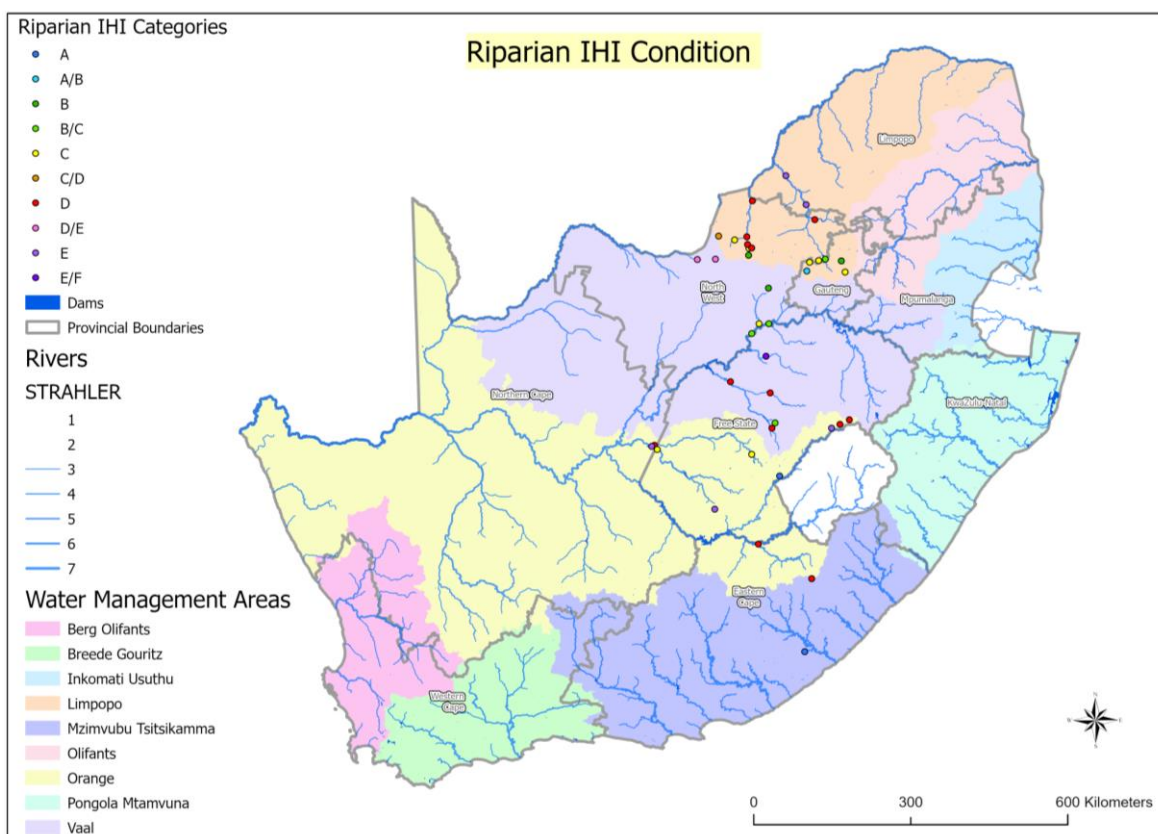 Riparian IHI Categories
A
A/B
B
B/C
C
C/D
D
D/E
E
E/F
Dams
Provincial Boundaries
Rivers
STRAHLER
1
2
3
4
5
6
7
Water Management Areas
Berg Olifants
Breede Gouritz
Inkomati Usuthu
Limpopo
Mzimvubu Tsitsikamma
Olifants
Orange
Pongola Mtamvuna
Vaal
Riparian IHI Condition
Limpopo
North
West
Gauteng
Mpumalanga
Northern Cape
Free State
KwaZulu-Natal
Eastern
Cape
Western
Cape
N
0 300 600 Kilometers